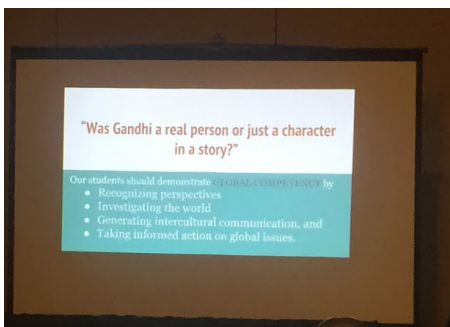 "Was Gandhi a real person or just a character
in a story?"
Our students should demonstrate GLOBAL COMPETENCY by
• Recognizing perspectives
• Investigating the world
• Generating intercultural communication, and
• Taking informed action on global issues.